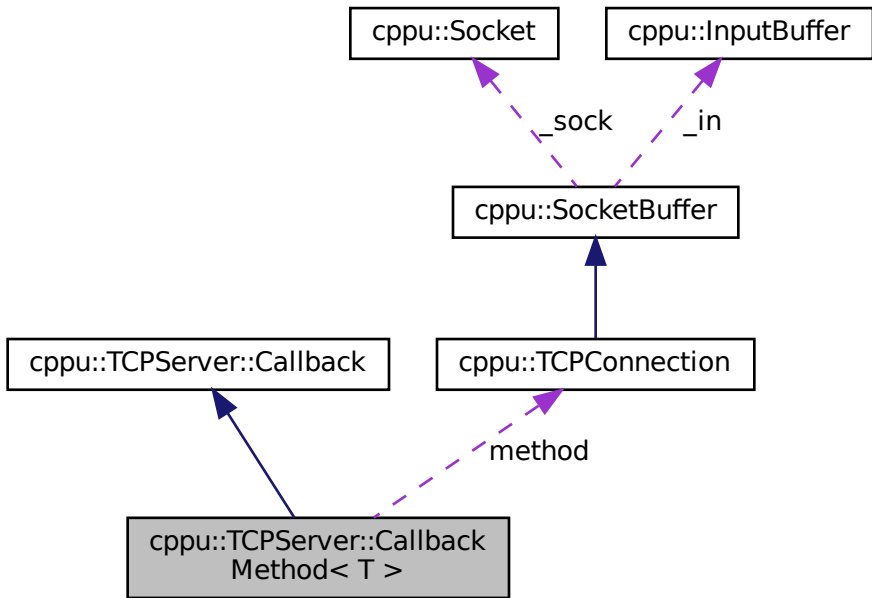 cppu::Socket
cppu::InputBuffer
_sock
_in
cppu::SocketBuffer
cppu::TCPServer::Callback
cppu::TCPConnection
method
cppu::TCPServer::Callback
Method< T >